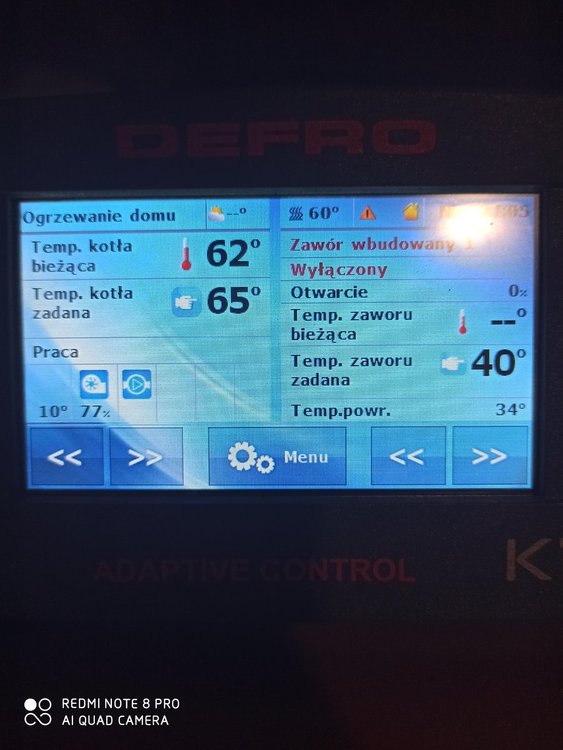 DEFRO
Ogrzewanie domu --° 60°
Temp. kotła
bieżąca 62°
Temp. kotła
zadana 65°
Praca
10° 77%
Zawór wbudowany 1
Wyłączony
Otwarcie 0%
Temp. zaworu
bieżąca --°
Temp. zaworu
zadana 40°
Temp.powr. 34°
<< >> Menu << >>
ADAPTIVE CONTROL
REDMI NOTE 8 PRO
AI QUAD CAMERA